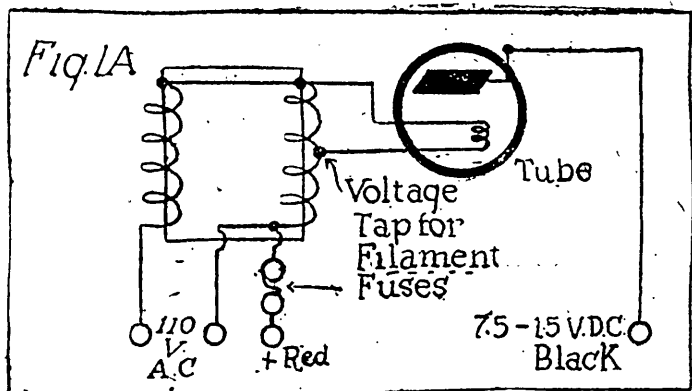 Fig.1A
Tube
Voltage
Tap for
Filament
Fuses
110
V.
A.C
+ Red
7.5-15 V.D.C.
Black